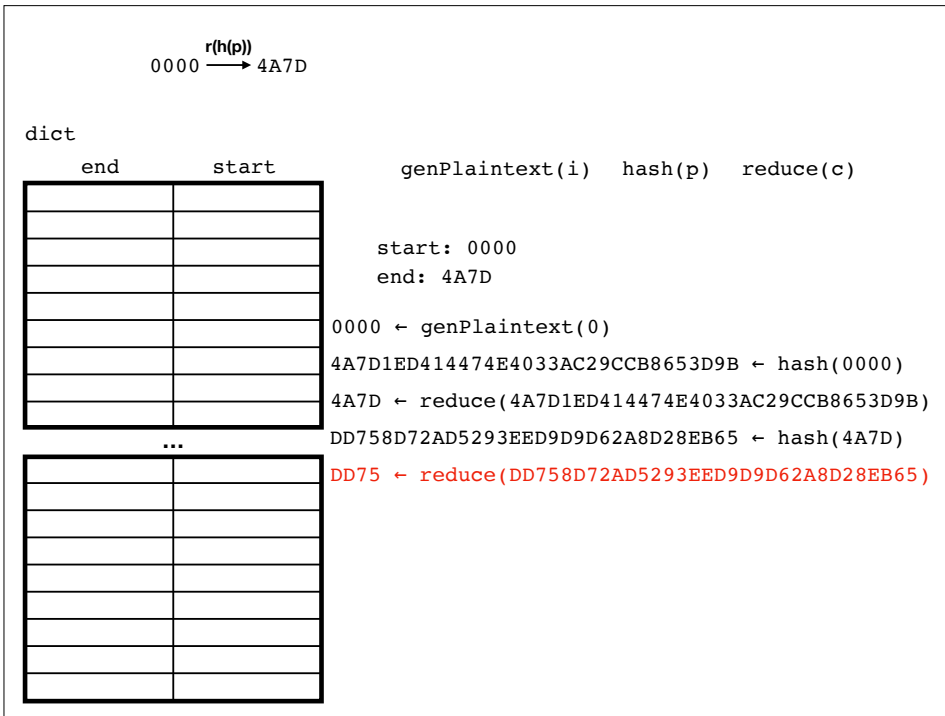 r(h(p))
0000 → 4A7D
dict
end start
genPlaintext(i) hash(p) reduce(c)
start: 0000
end: 4A7D
0000 ← genPlaintext(0)
4A7D1ED414474E4033AC29CCB8653D9B ← hash(0000)
4A7D ← reduce(4A7D1ED414474E4033AC29CCB8653D9B)
...
DD758D72AD5293EED9D9D62A8D28EB65 ← hash(4A7D)
DD75 ← reduce(DD758D72AD5293EED9D9D62A8D28EB65)